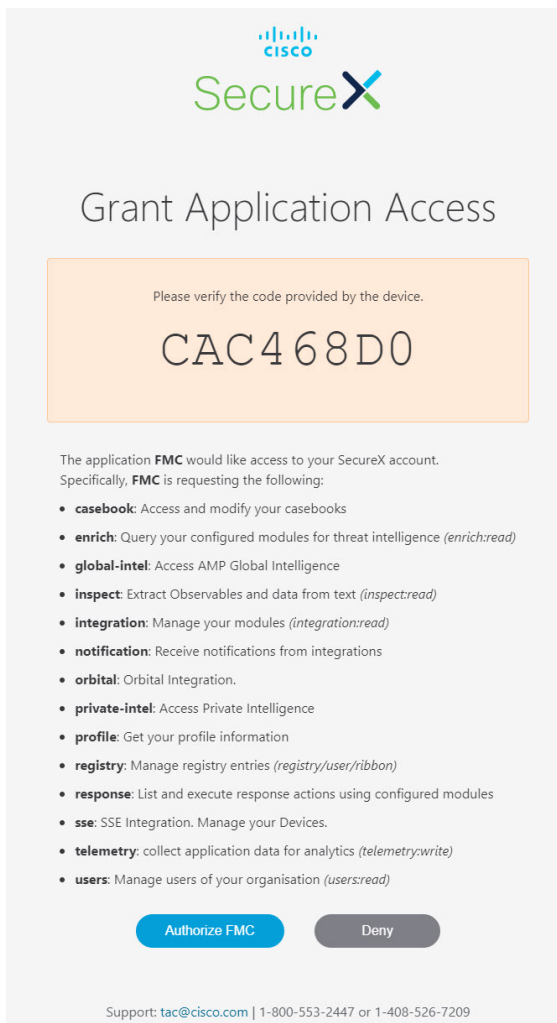 CISCO
SecureX
Grant Application Access
Please verify the code provided by the device.
CAC468D0
The application FMC would like access to your SecureX account.
Specifically, FMC is requesting the following:
• casebook: Access and modify your casebooks
• enrich: Query your configured modules for threat intelligence (enrich:read)
• global-intel: Access AMP Global Intelligence
• inspect: Extract Observables and data from text (inspect:read)
• integration: Manage your modules (integration:read)
• notification: Receive notifications from integrations
• orbital: Orbital Integration.
• private-intel: Access Private Intelligence
• profile: Get your profile information
• registry: Manage registry entries (registry/user/ribbon)
• response: List and execute response actions using configured modules
• sse: SSE Integration. Manage your Devices.
• telemetry: collect application data for analytics (telemetry:write)
• users: Manage users of your organisation (users:read)
Authorize FMC Deny
Support: tac@cisco.com | 1-800-553-2447 or 1-408-526-7209